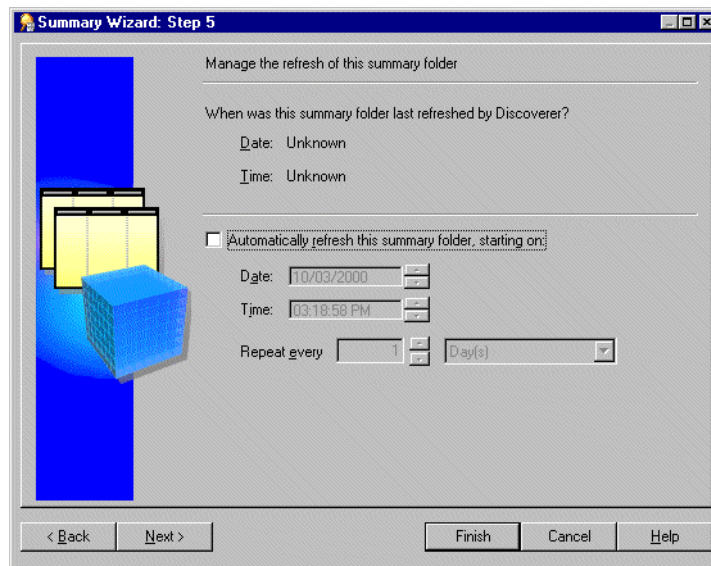 Summary Wizard: Step 5
Manage the refresh of this summary folder
When was this summary folder last refreshed by Discoverer?
Date: Unknown
Time: Unknown
Automatically refresh this summary folder, starting on:
Date: 10/03/2000
Time: 03:18:58 PM
Repeat every 1 Day(s)
< Back Next > Finish Cancel Help